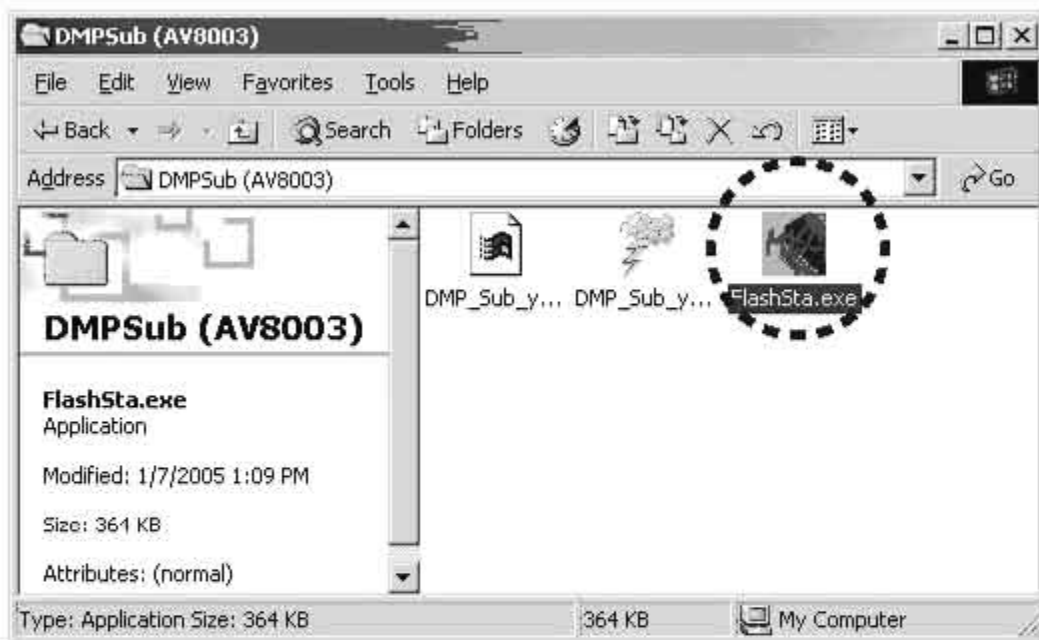 DMPSub (AV8003)
File Edit View Favorites Tools Help
Back Search Folders
Address DMPSub (AV8003) Go
DMP_Sub_y... DMP_Sub_y... FlashSta.exe
DMPSub (AV8003)
FlashSta.exe
Application
Modified: 1/7/2005 1:09 PM
Size: 364 KB
Attributes: (normal)
Type: Application Size: 364 KB 364 KB My Computer